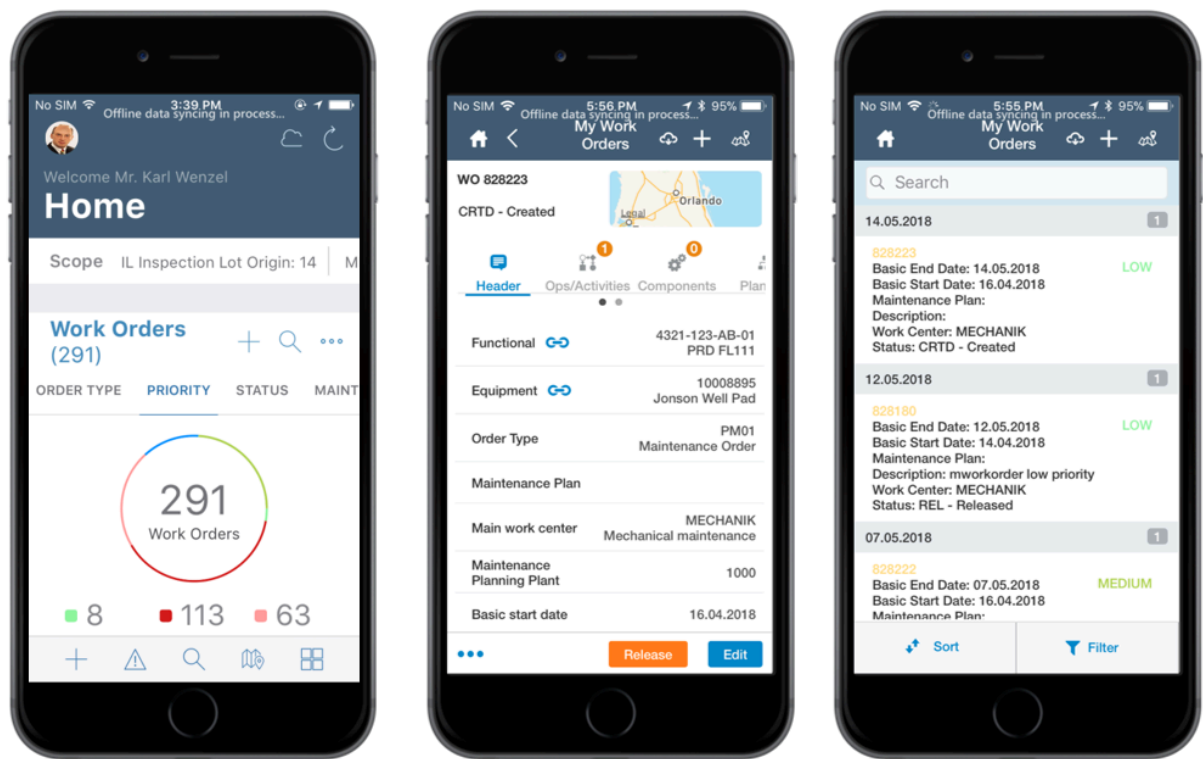 No SIM 3:39 PM
Offline data syncing in process...
Welcome Mr. Karl Wenzel
Home
Scope IL Inspection Lot Origin: 14 M
Work Orders
(291)
ORDER TYPE PRIORITY STATUS MAINT
291
Work Orders
8 113 63
No SIM 5:56 PM 95%
Offline data syncing in process...
My Work
Orders
WO 828223
CRTD - Created
Orlando
Legal
1 0
Header Ops/Activities Components Plan
Functional 4321-123-AB-01
PRD FL111
Equipment 10008895
Jonson Well Pad
Order Type PM01
Maintenance Order
Maintenance Plan
Main work center MECHANIK
Mechanical maintenance
Maintenance
Planning Plant 1000
Basic start date 16.04.2018
Release Edit
No SIM 5:55 PM 95%
Offline data syncing in process...
My Work
Orders
Search
14.05.2018 1
828223
Basic End Date: 14.05.2018 LOW
Basic Start Date: 16.04.2018
Maintenance Plan:
Description:
Work Center: MECHANIK
Status: CRTD - Created
12.05.2018 1
828180
Basic End Date: 12.05.2018 LOW
Basic Start Date: 14.04.2018
Maintenance Plan:
Description: mworkorder low priority
Work Center: MECHANIK
Status: REL - Released
07.05.2018 1
828222
Basic End Date: 07.05.2018 MEDIUM
Basic Start Date: 16.04.2018
Maintenance Plan:
Sort Filter